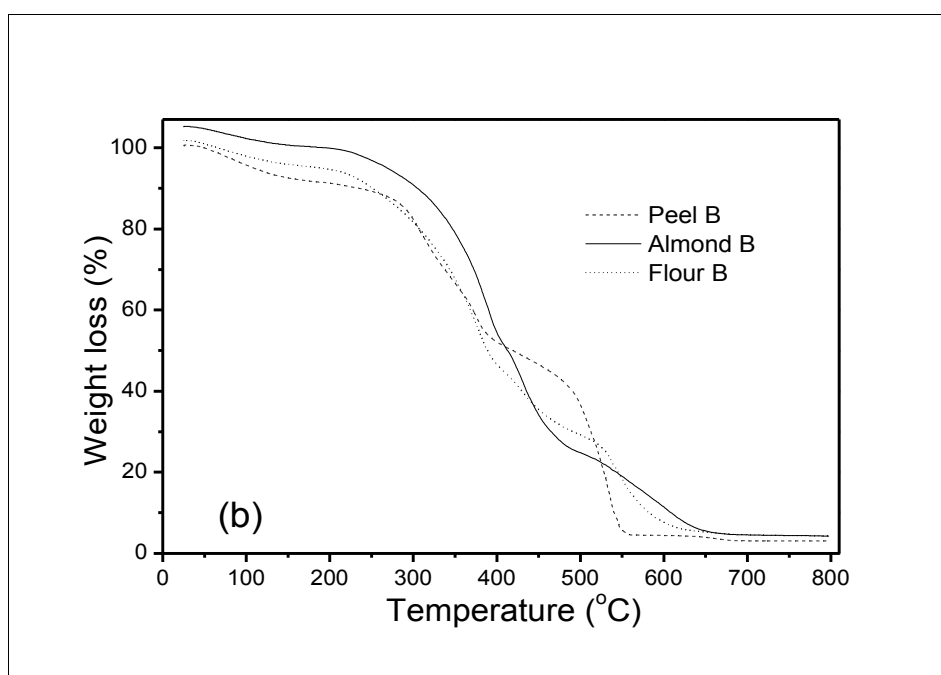 100
80
60
40
20
0
Weight loss (%)
Peel B
Almond B
Flour B
(b)
0 100 200 300 400 500 600 700 800
Temperature (°C)